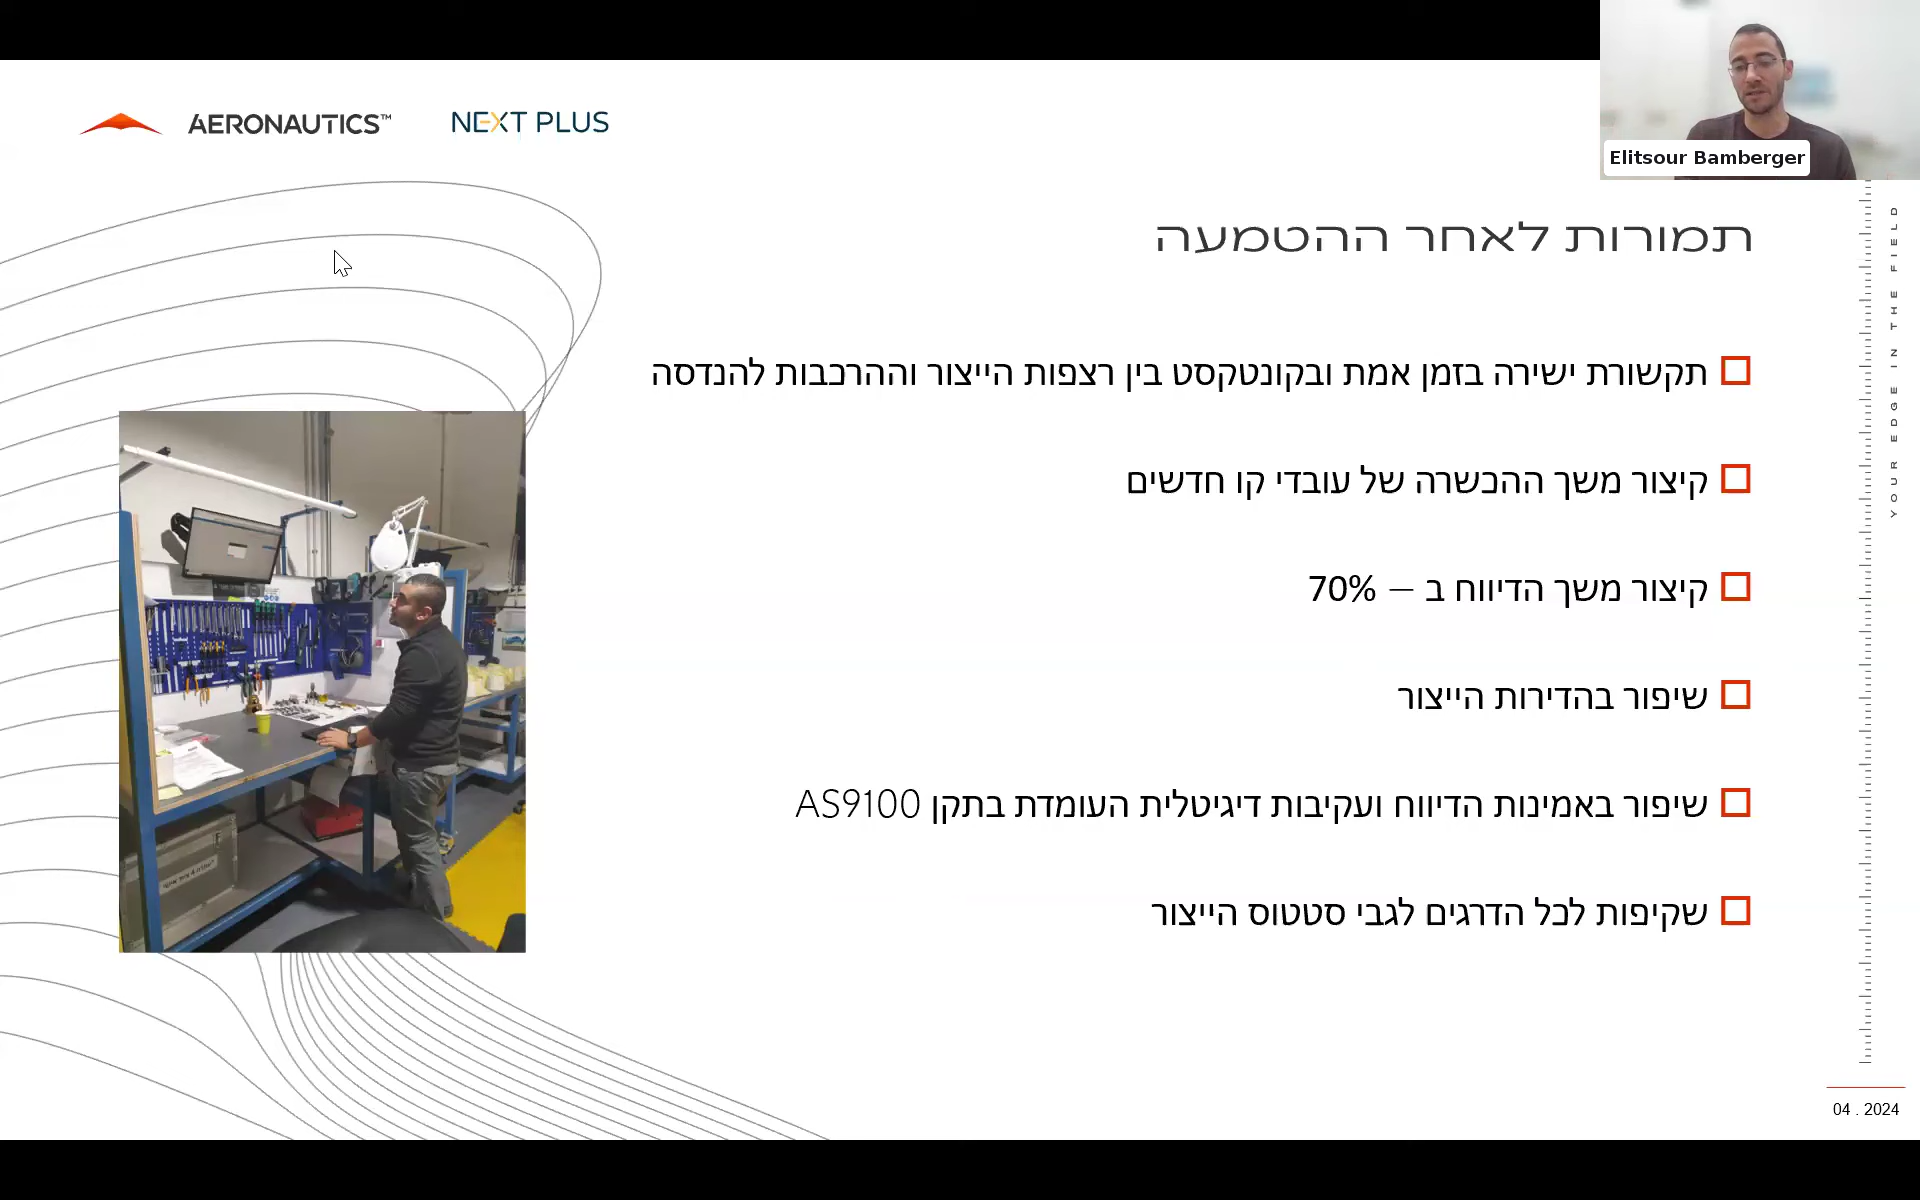 AERONAUTICS™
NEXT PLUS
Elitsour Bamberger
תמורות לאחר ההטמעה
תקשורת ישירה בזמן אמת ובקונטקסט בין רצפות הייצור וההרכבות להנדסה
קיצור משך ההכשרה של עובדי קו חדשים
קיצור משך הדיווח ב – 70%
שיפור בהדירות הייצור
שיפור באמינות הדיווח ועקיבות דיגיטלית העומדת בתקן AS9100
שקיפות לכל הדרגים לגבי סטטוס הייצור
YOUR EDGE IN THE FIELD
04 . 2024